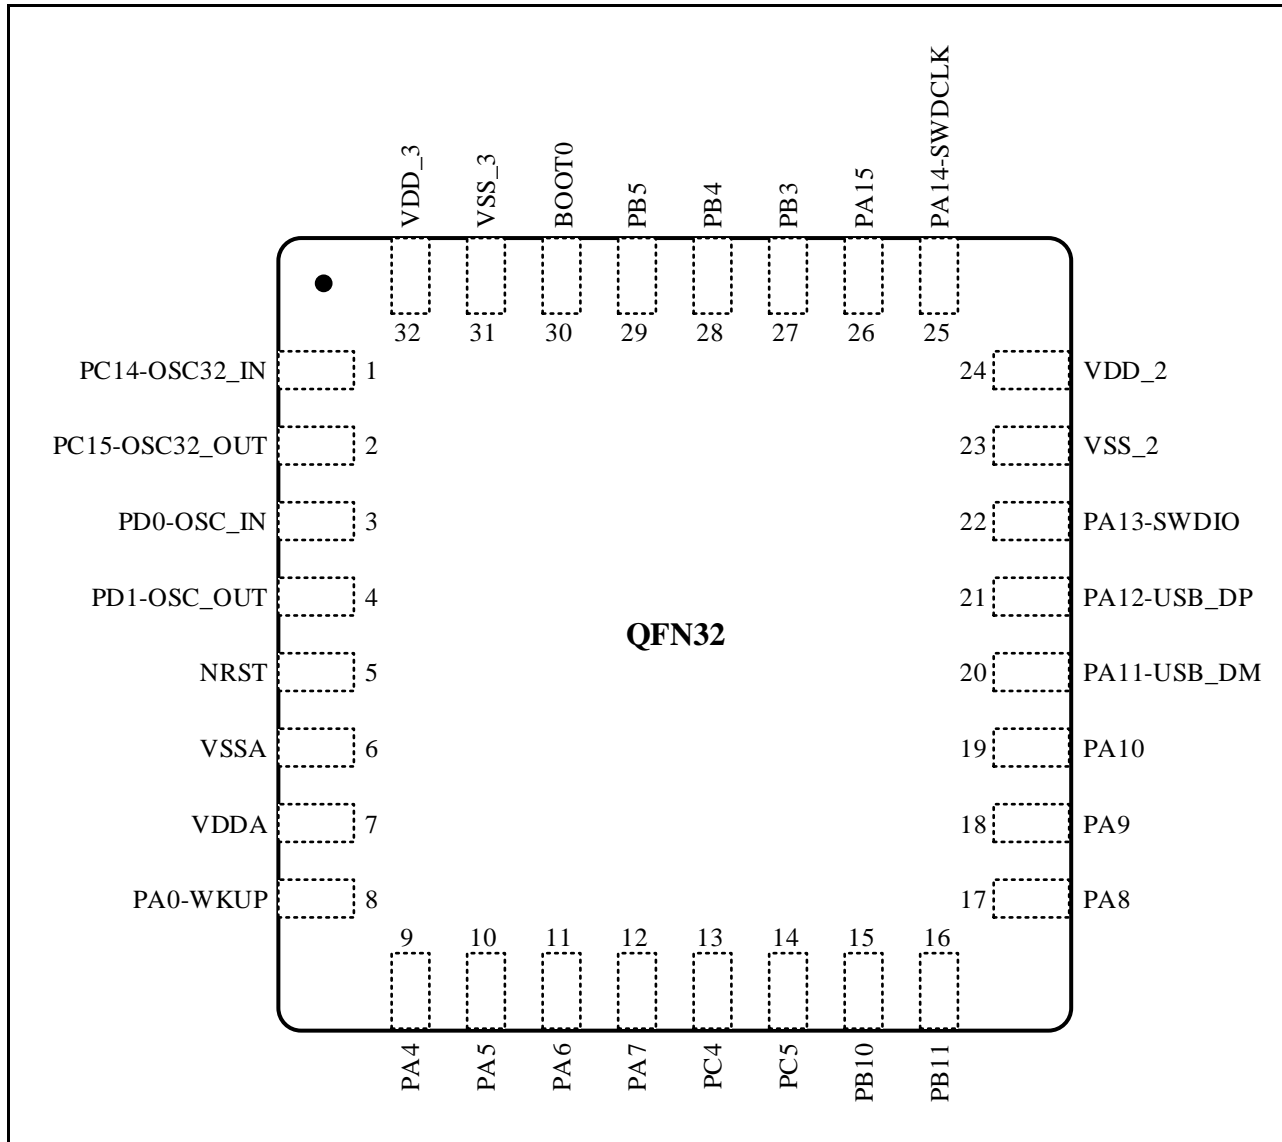 VDD_3
VSS_3
BOOT0
PB5
PB4
PB3
PA15
PA14-SWDCLK
32
31
30
29
28
27
26
25
PC14-OSC32_IN 1
24 VDD_2
PC15-OSC32_OUT 2
23 VSS_2
PD0-OSC_IN 3
22 PA13-SWDIO
PD1-OSC_OUT 4
21 PA12-USB_DP
QFN32
NRST 5
20 PA11-USB_DM
VSSA 6
19 PA10
VDDA 7
18 PA9
PA0-WKUP 8
17 PA8
9
10
11
12
13
14
15
16
PA4
PA5
PA6
PA7
PC4
PC5
PB10
PB11